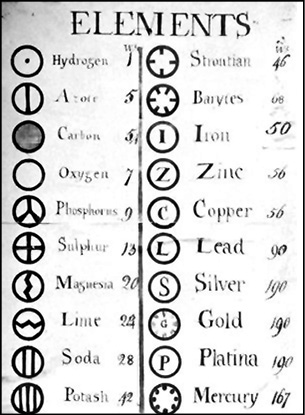 ELEMENTS
Hydrogen 1
Azote 5
Carbon 5
Oxygen 7
Phosphorus 9
Sulphur 13
Magnesia 20
Lime 24
Soda 28
Potash 42
Strontian 46
Barytes 68
I Iron 50
Z Zinc 56
C Copper 56
L Lead 90
S Silver 190
G Gold 190
P Platina 190
Mercury 167